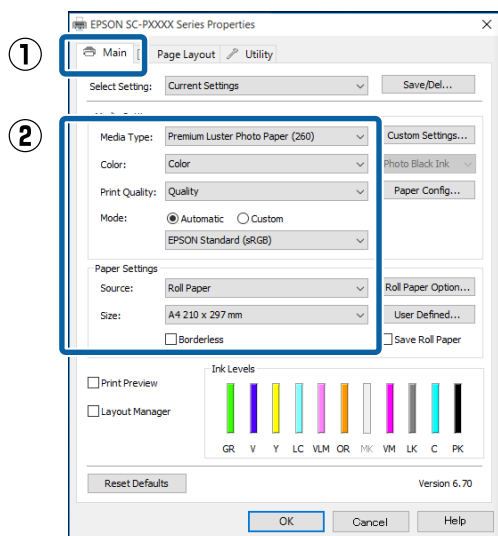 EPSON SC-PXXXX Series Properties
1
Main Page Layout Utility
Select Setting: Current Settings Save/Del...
2
Media Type: Premium Luster Photo Paper (260) Custom Settings...
Color: Color Photo Black Ink
Print Quality: Quality Paper Config...
Mode: Automatic Custom
EPSON Standard (sRGB)
Paper Settings
Source: Roll Paper Roll Paper Option...
Size: A4 210 x 297 mm User Defined...
Borderless Save Roll Paper
Ink Levels
Print Preview
Layout Manager
GR V Y LC VLM OR MK VM LK C PK
Reset Defaults Version 6.70
OK Cancel Help